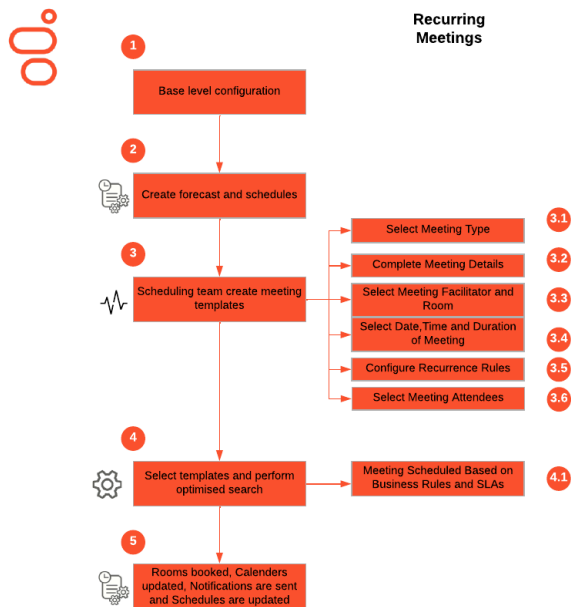 Recurring
Meetings
1
Base level configuration
2
Create forecast and schedules
3
Scheduling team create meeting
templates
Select Meeting Type
3.1
Complete Meeting Details
3.2
Select Meeting Facilitator and
Room
3.3
Select Date,Time and Duration
of Meeting
3.4
Configure Recurrence Rules
3.5
Select Meeting Attendees
3.6
4
Select templates and perform
optimised search
Meeting Scheduled Based on
Business Rules and SLAs
4.1
5
Rooms booked, Calenders
updated, Notifications are sent
and Schedules are updated